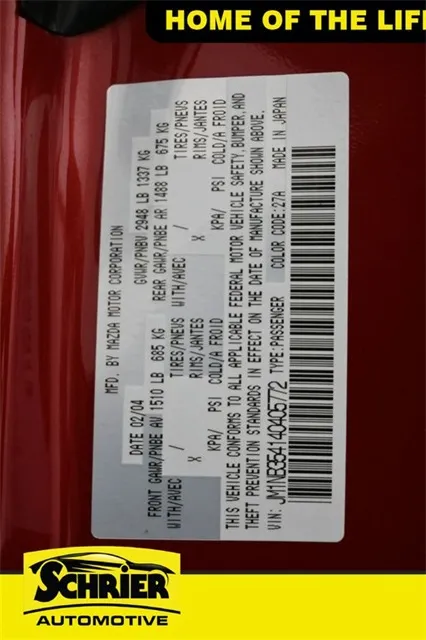 HOME OF THE LIF
MFD. BY MAZDA MOTOR CORPORATION
DATE 02/04 GVWR/PNBV 2948 LB 1337 KG
FRONT GAWR/PNBE AV 1510 LB 685 KG REAR GAWR/PNBE AR 1488 LB 675 KG
WITH/AVEC / TIRES/PNEUS WITH/AVEC / TIRES/PNEUS
X RIMS/JANTES X RIMS/JANTES
KPA/ PSI COLD/A FROID KPA/ PSI COLD/A FROID
THIS VEHICLE CONFORMS TO ALL APPLICABLE FEDERAL MOTOR VEHICLE SAFETY, BUMPER, AND
THEFT PREVENTION STANDARDS IN EFFECT ON THE DATE OF MANUFACTURE SHOWN ABOVE.
VIN: JM1NB354140405772 TYPE:PASSENGER COLOR CODE:27A MADE IN JAPAN
SCHRIER
AUTOMOTIVE